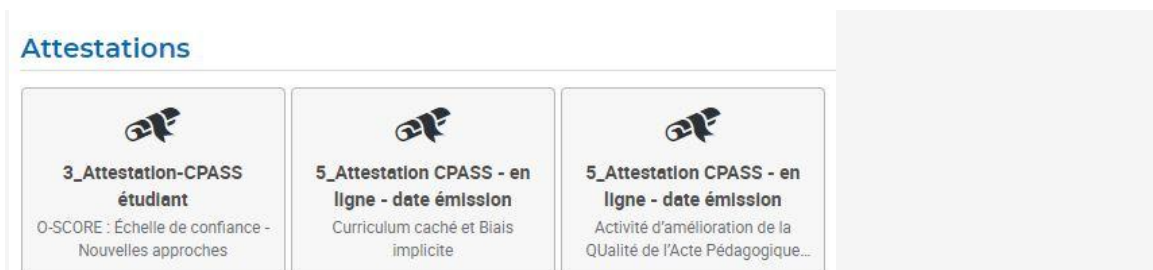 Attestations
3_Attestation-CPASS
étudiant
O-SCORE : Échelle de confiance -
Nouvelles approches
5_Attestation CPASS - en
ligne - date émission
Curriculum caché et Biais
implicite
5_Attestation CPASS - en
ligne - date émission
Activité d'amélioration de la
QUalité de l'Acte Pédagogique...